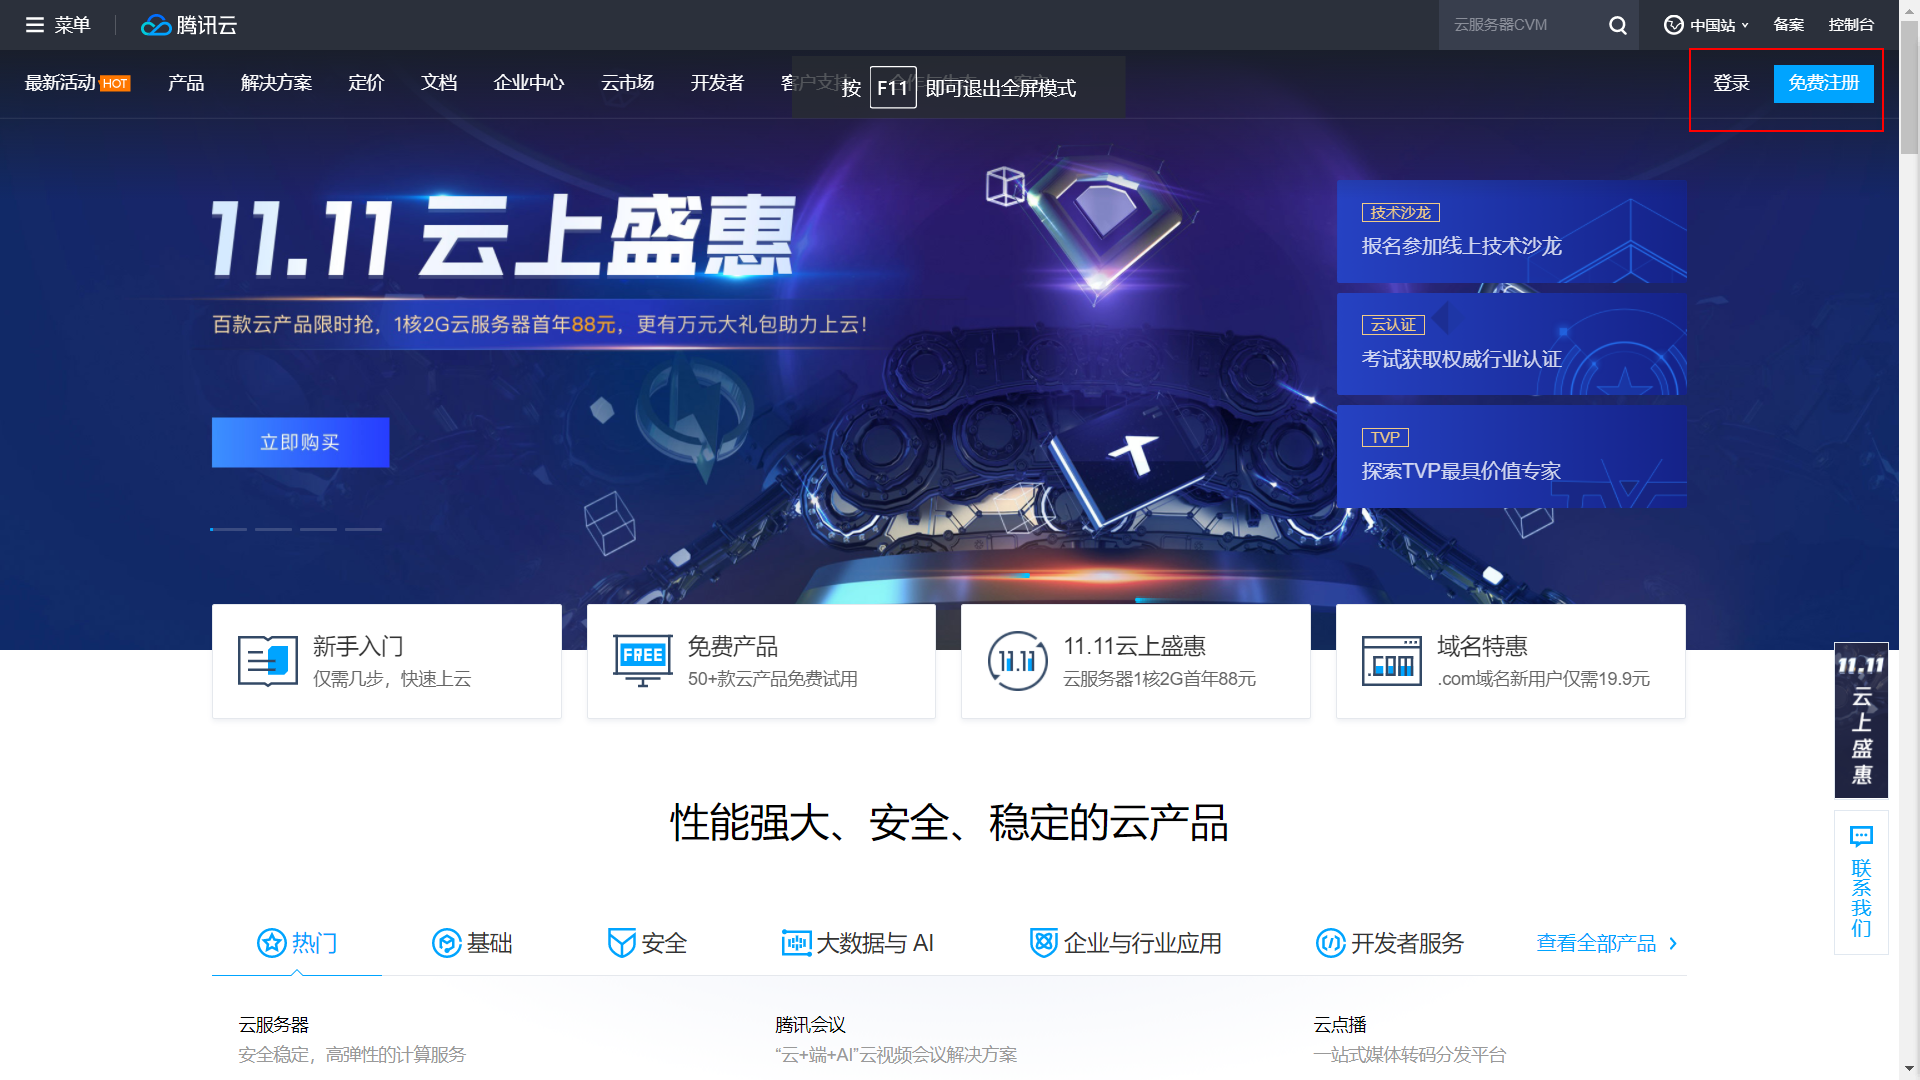 菜单
腾讯云
云服务器CVM
中国站
备案
控制台
最新活动 HOT
产品
解决方案
定价
文档
企业中心
云市场
开发者
客户支持
按 F11 即可退出全屏模式
登录
免费注册
11.11 云上盛惠
百款云产品限时抢，1核2G云服务器首年88元，更有万元大礼包助力上云！
立即购买
技术沙龙
报名参加线上技术沙龙
云认证
考试获取权威行业认证
TVP
探索TVP最具价值专家
新手入门
仅需几步，快速上云
FREE
免费产品
50+款云产品免费试用
11.11
11.11云上盛惠
云服务器1核2G首年88元
.com
域名特惠
.com域名新用户仅需19.9元
11.11
云上盛惠
联系我们
性能强大、安全、稳定的云产品
热门
基础
安全
大数据与 AI
企业与行业应用
开发者服务
查看全部产品
云服务器
安全稳定，高弹性的计算服务
腾讯会议
“云+端+AI”云视频会议解决方案
云点播
一站式媒体转码分发平台